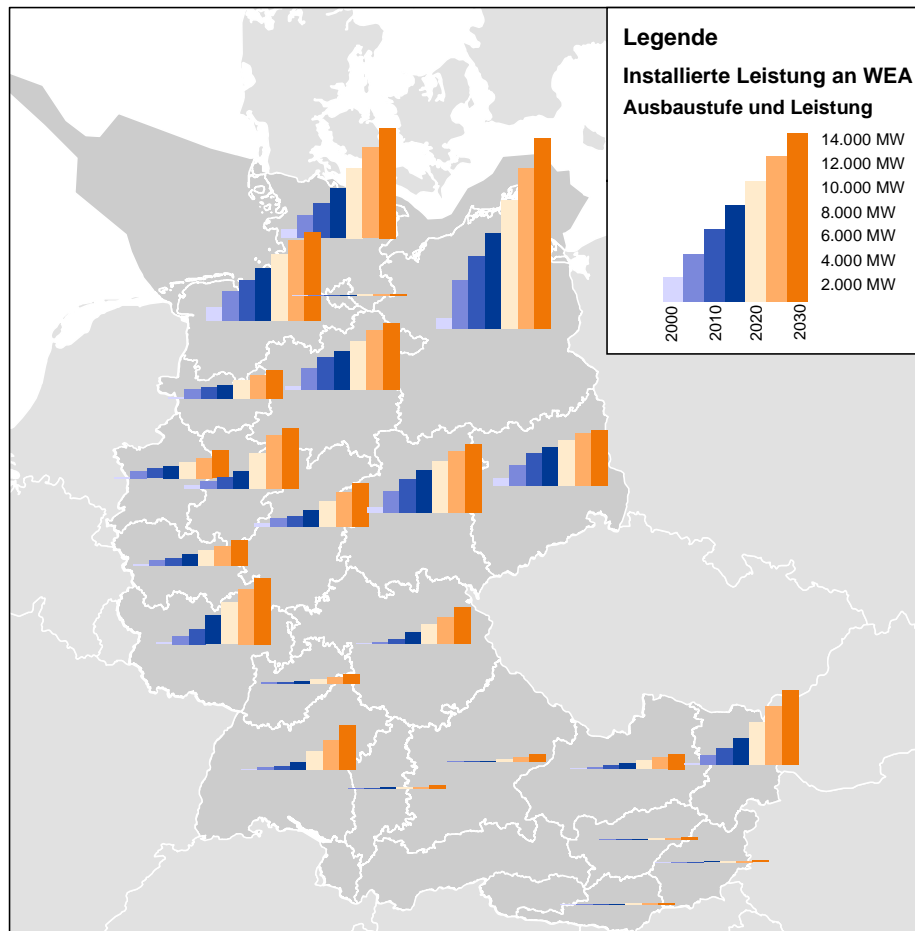 Legende
Installierte Leistung an WEA
Ausbaustufe und Leistung
14.000 MW
12.000 MW
10.000 MW
8.000 MW
6.000 MW
4.000 MW
2.000 MW
2000
2010
2020
2030